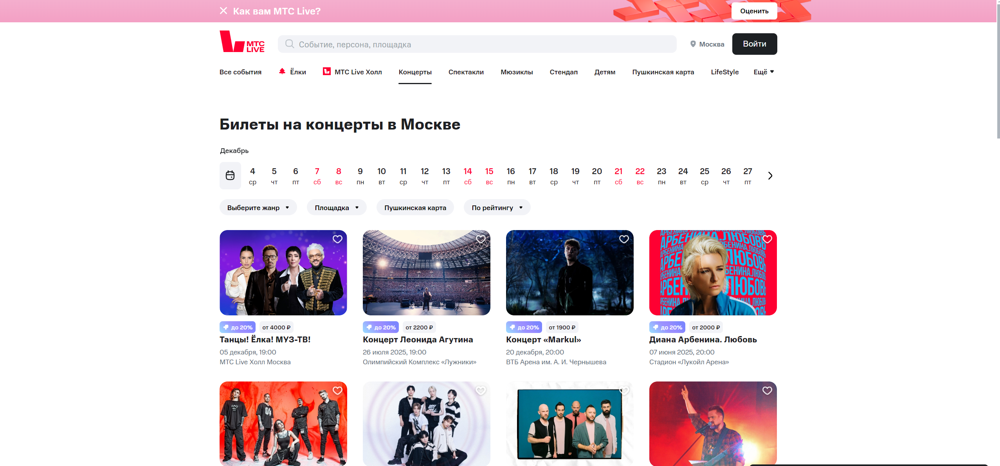 Как вам МТС Live?
Оценить
МТС
LIVE
Событие, персона, площадка
Москва
Войти
Все события
Ёлки
МТС Live Холл
Концерты
Спектакли
Мюзиклы
Стендап
Детям
Пушкинская карта
LifeStyle
Ещё
Билеты на концерты в Москве
Декабрь
4 5 6 7 8 9 10 11 12 13 14 15 16 17 18 19 20 21 22 23 24 25 26 27
ср чт пт сб вс пн вт ср чт пт сб вс пн вт ср чт пт сб вс пн вт ср чт пт
Выберите жанр
Площадка
Пушкинская карта
По рейтингу
АРБЕНИНА.ЛЮБОВЬ
16+
до 20% от 4000 ₽
Танцы! Ёлка! МУЗ-ТВ!
05 декабря, 19:00
МТС Live Холл Москва
до 20% от 2200 ₽
Концерт Леонида Агутина
26 июля 2025, 19:00
Олимпийский Комплекс «Лужники»
до 20% от 1900 ₽
Концерт «Markul»
20 декабря, 20:00
ВТБ Арена им. А. И. Чернышева
до 20% от 2000 ₽
Диана Арбенина. Любовь
07 июня 2025, 20:00
Стадион «Лукойл Арена»
SAD
04